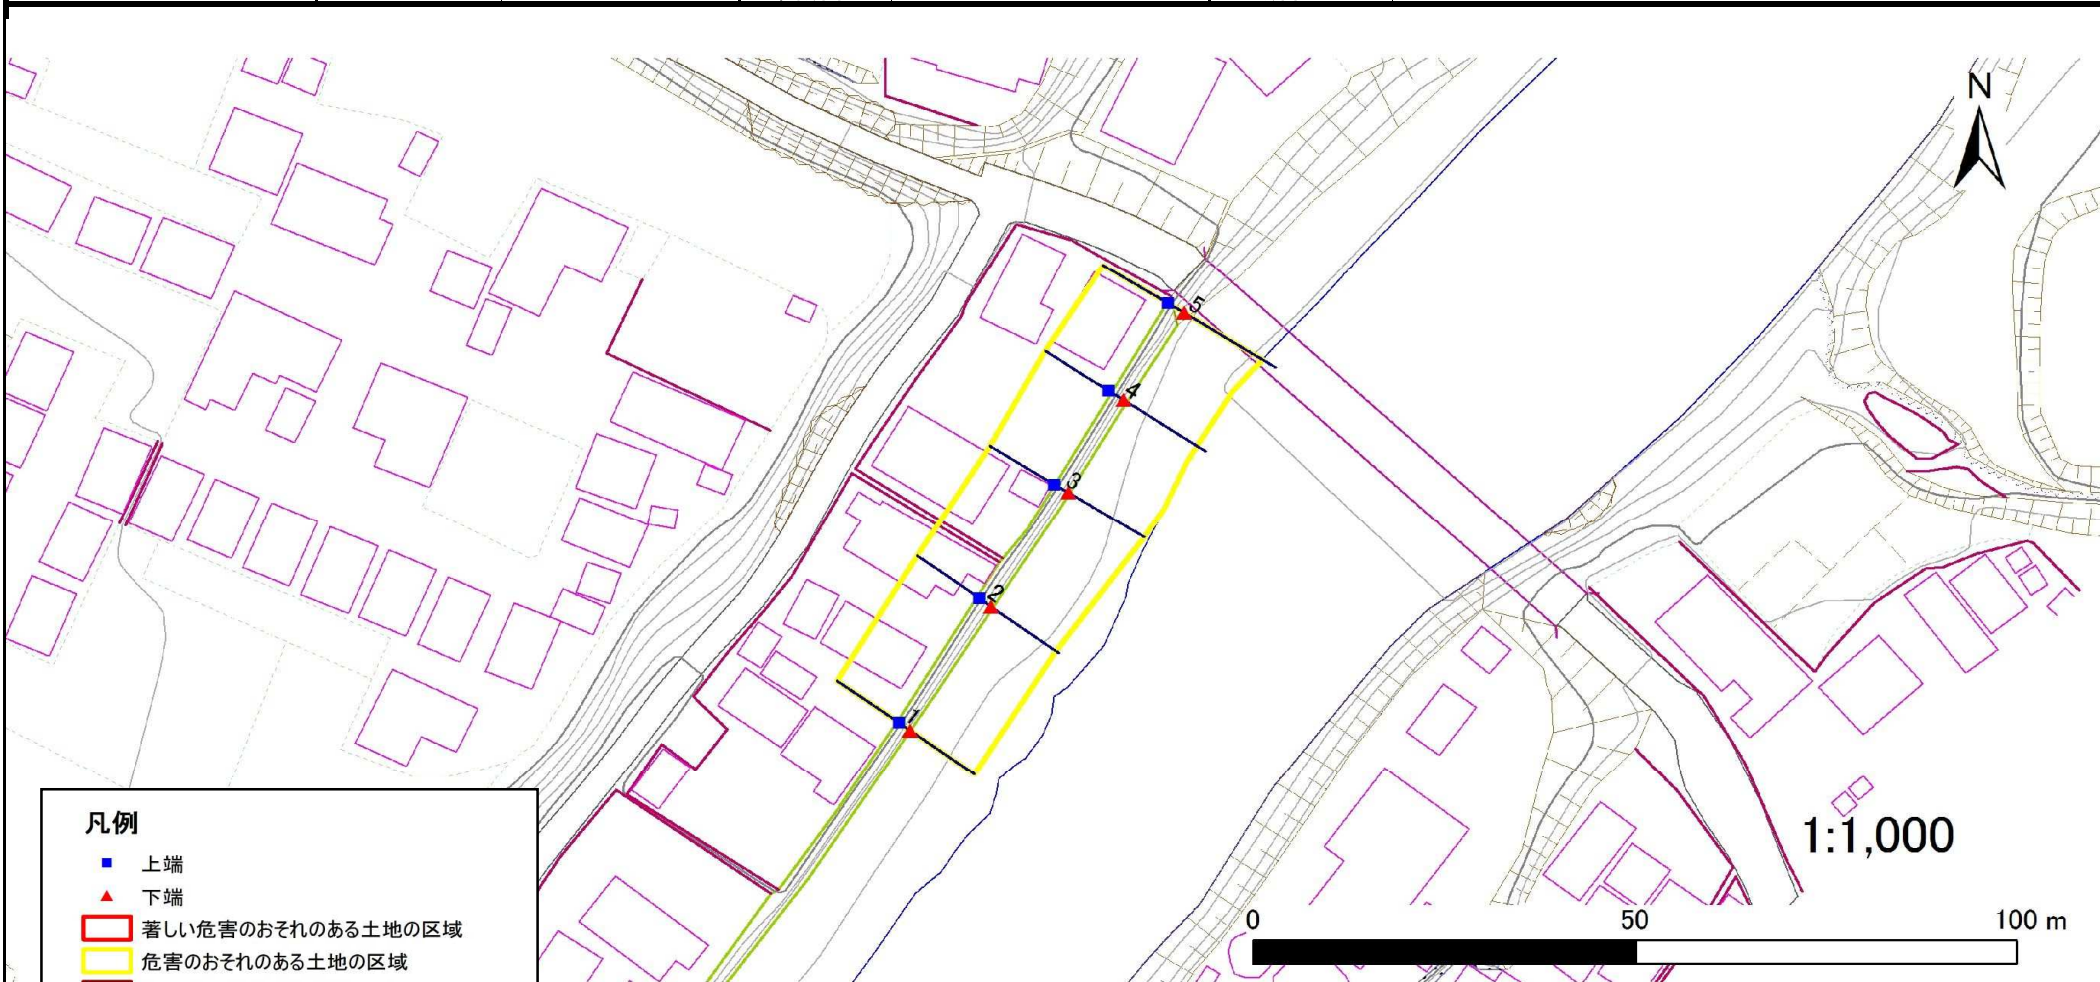 N
5
4
3
2
1
凡例
上端
下端
著しい危害のおそれのある土地の区域
危害のおそれのある土地の区域
1:1,000
0 50 100 m